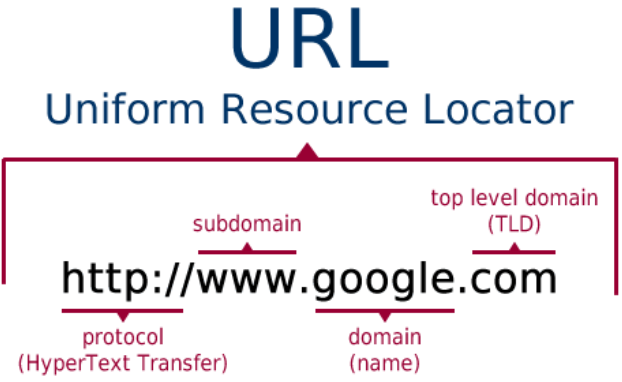 URL
Uniform Resource Locator
top level domain
(TLD)
subdomain
http://www.google.com
protocol
(HyperText Transfer)
domain
(name)